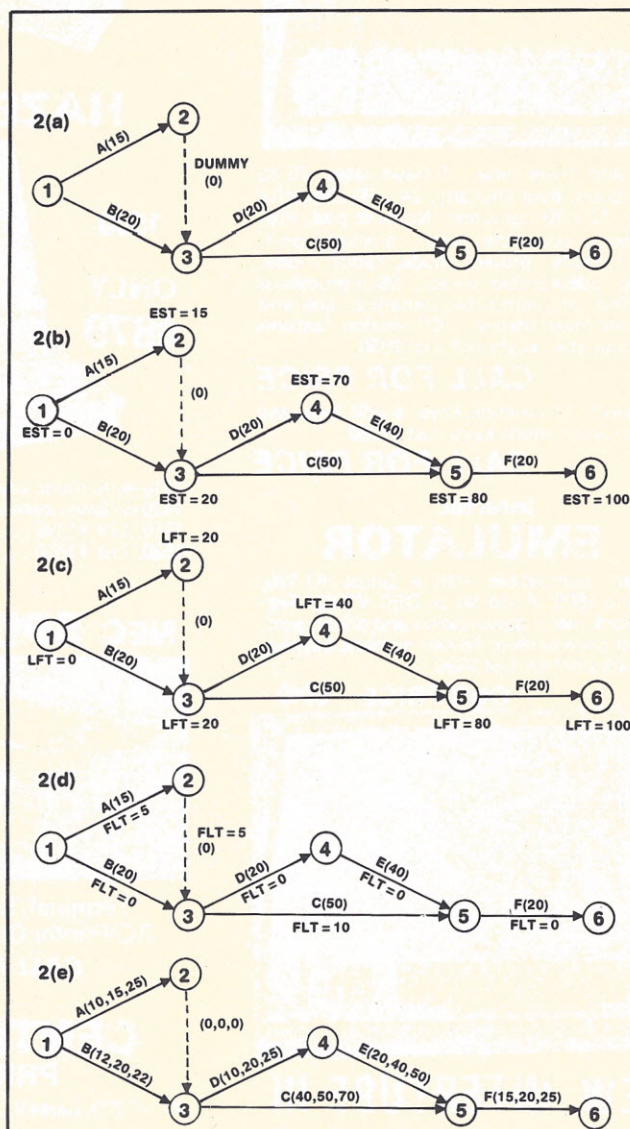 2(a)
A(15)
2
DUMMY
(0)
1
B(20)
3
D(20)
4
E(40)
C(50)
5
F(20)
6
2(b)
EST = 15
A(15)
2
(0)
1
EST = 0
B(20)
3
EST = 20
D(20)
EST = 70
4
E(40)
C(50)
5
EST = 80
F(20)
6
EST = 100
2(c)
LFT = 20
A(15)
2
(0)
1
LFT = 0
B(20)
3
LFT = 20
D(20)
LFT = 40
4
E(40)
C(50)
5
LFT = 80
F(20)
6
LFT = 100
2(d)
A(15)
FLT = 5
2
FLT = 5
(0)
1
B(20)
FLT = 0
3
D(20)
FLT = 0
4
E(40)
FLT = 0
C(50)
FLT = 10
5
F(20)
FLT = 0
6
2(e)
A(10,15,25)
2
(0,0,0)
1
B(12,20,22)
3
D(10,20,25)
4
E(20,40,50)
C(40,50,70)
5
F(15,20,25)
6
CALL FOR PRICE
EMULATOR